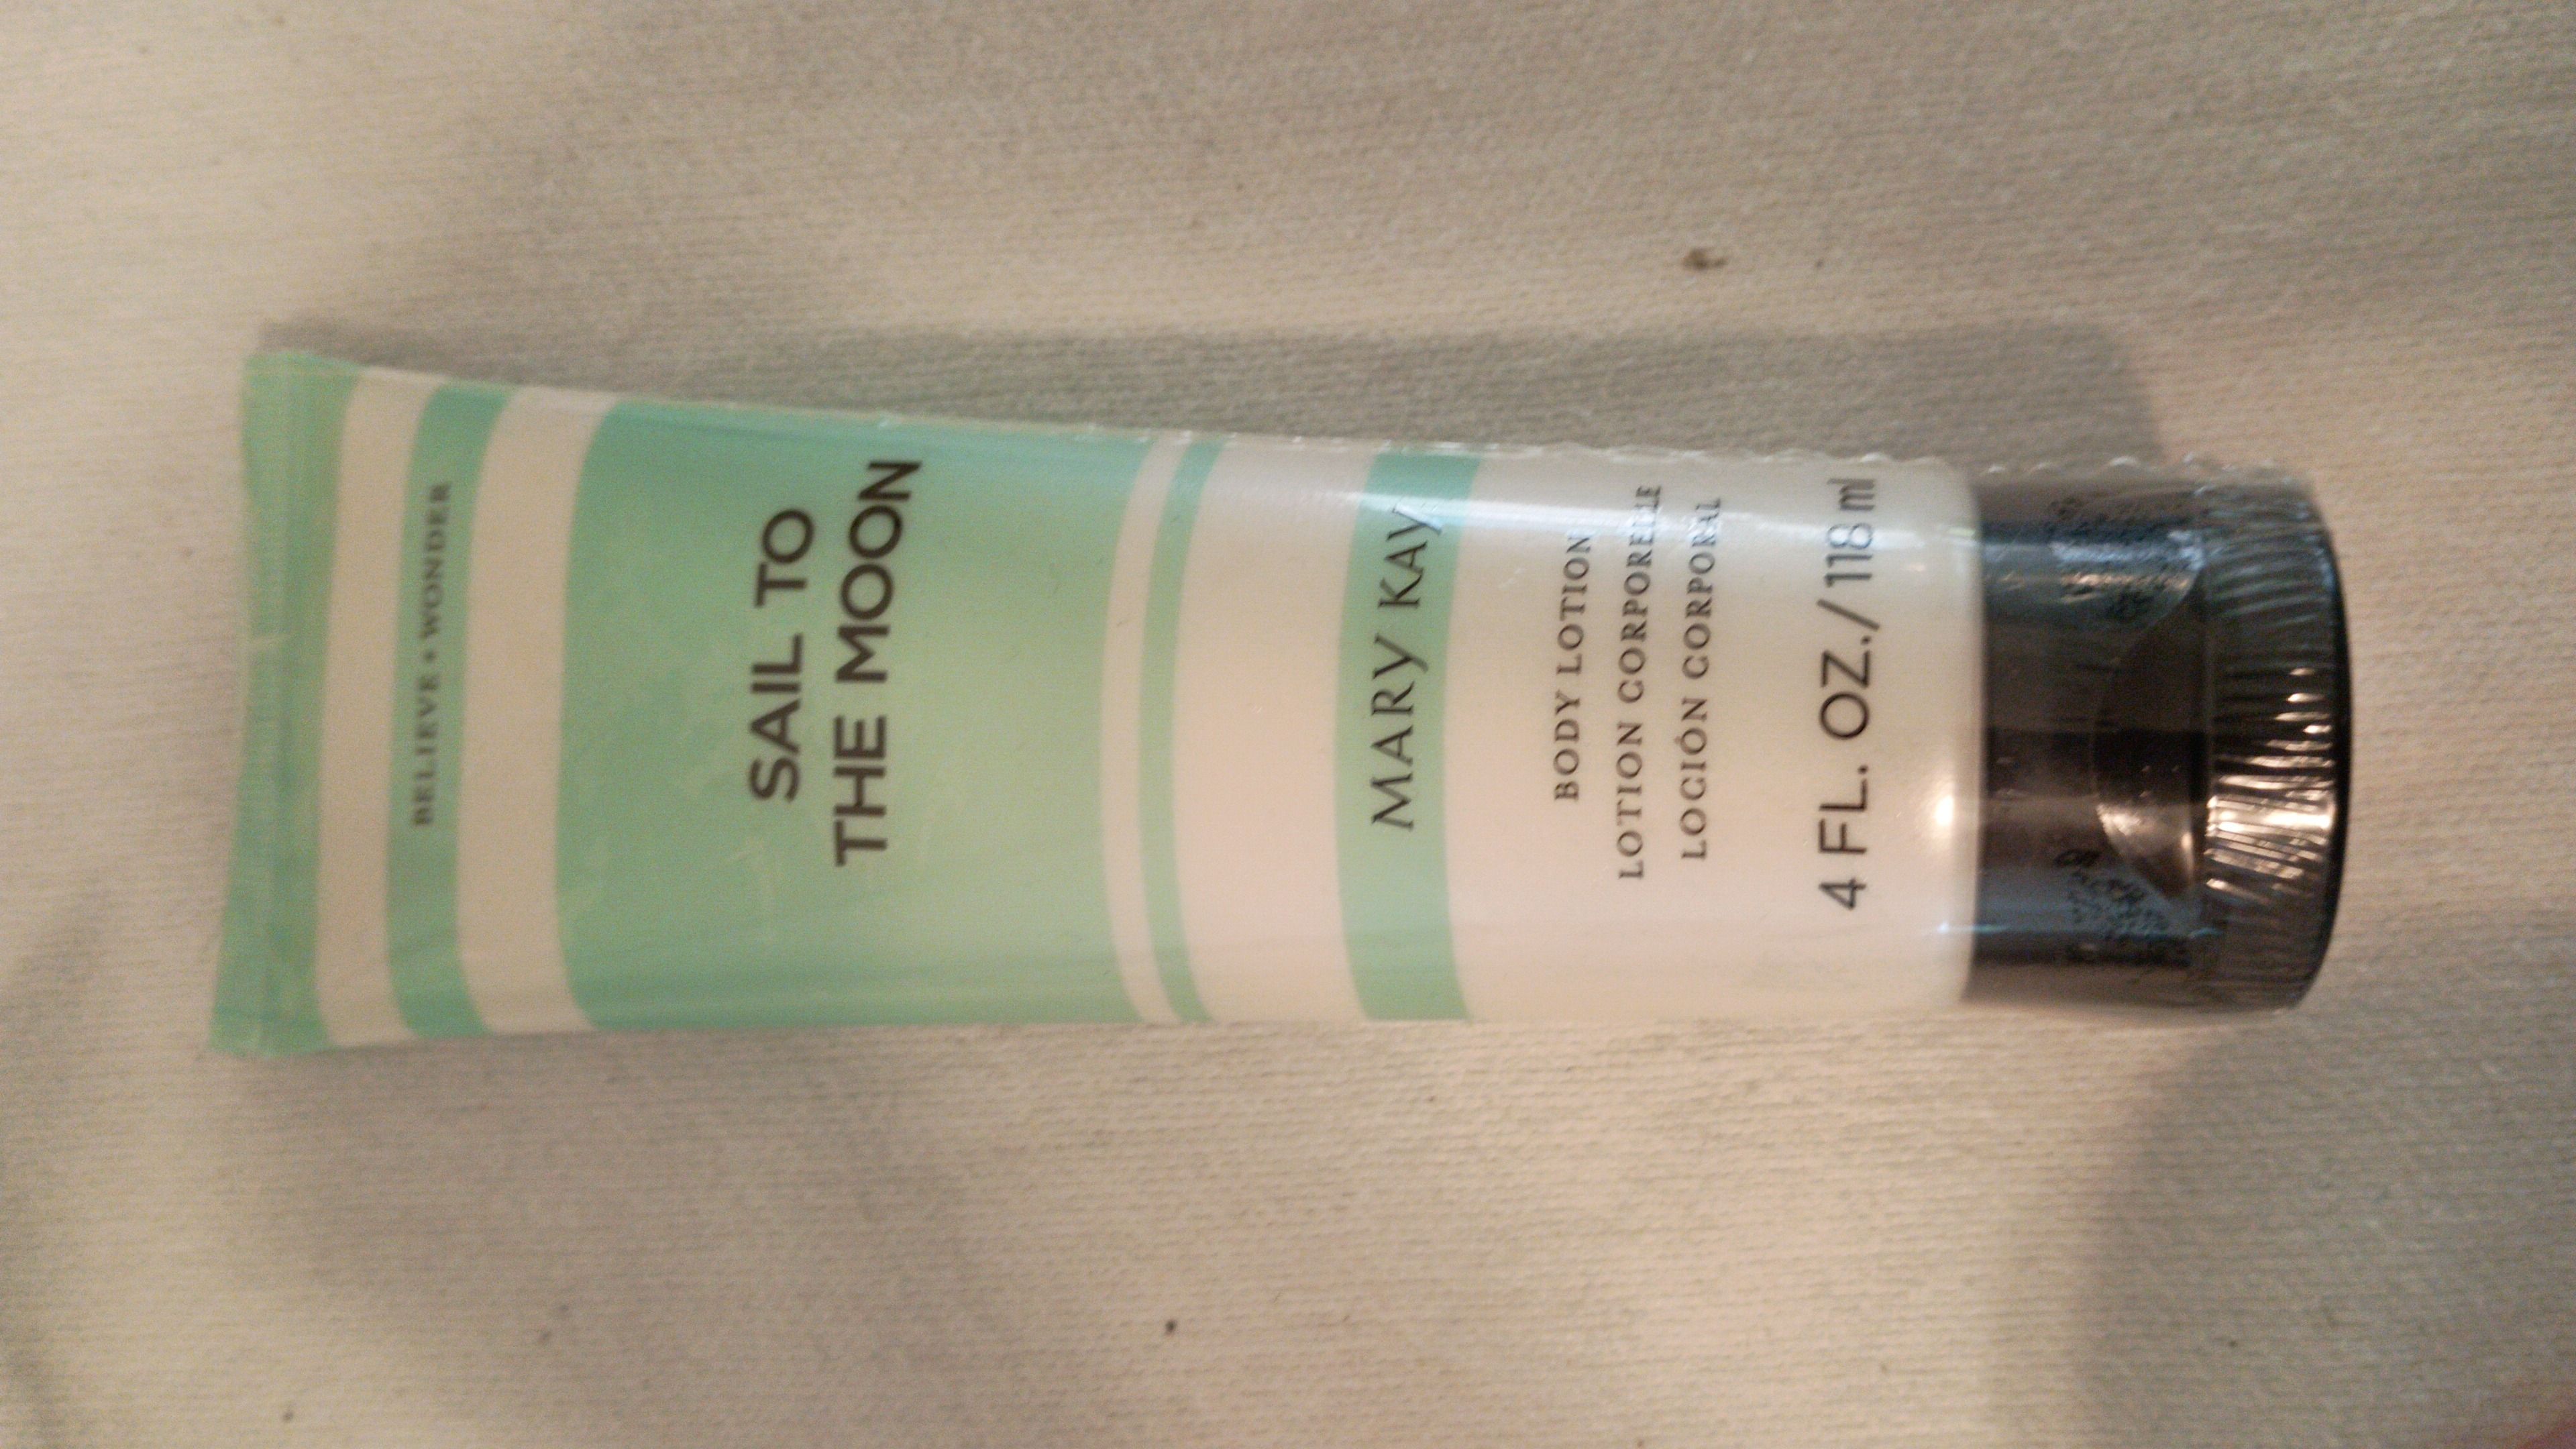 BELIEVE + WONDER
SAIL TO
THE MOON
MARY KAY
BODY LOTION
LOTION CORPORELLE
LOCIÓN CORPORAL
4 FL. OZ./118 ml